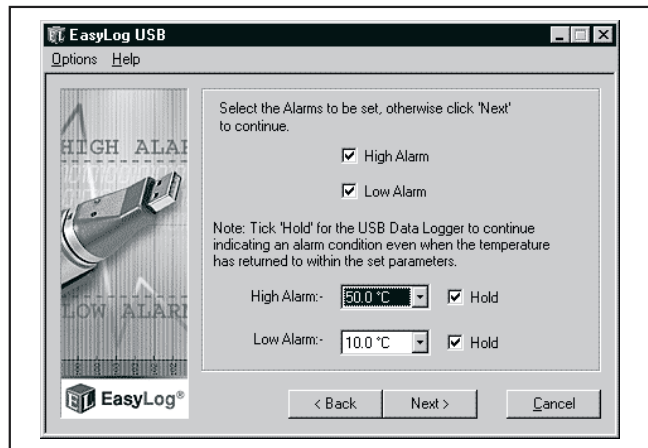 EasyLog USB
Options Help
HIGH ALAR
LOW ALARM
EL EasyLog®
Select the Alarms to be set, otherwise click 'Next'
to continue.
High Alarm
Low Alarm
Note: Tick 'Hold' for the USB Data Logger to continue
indicating an alarm condition even when the temperature
has returned to within the set parameters.
High Alarm:- 50.0 °C Hold
Low Alarm:- 10.0 °C Hold
< Back Next > Cancel